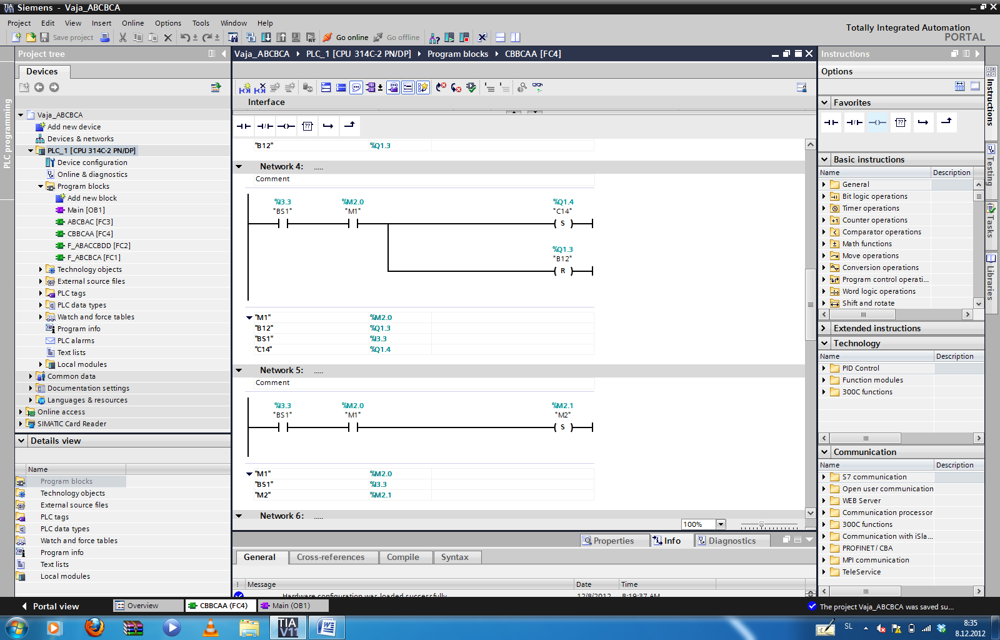 Siemens - Vaja_ABCBCA
Project Edit View Insert Online Options Tools Window Help
Totally Integrated Automation
PORTAL
Save project Go online Go offline
Project tree
Vaja_ABCBCA PLC_1 [CPU 314C-2 PN/DP] Program blocks CBBCAA [FC4]
Instructions
Devices
Options
PLC programming
Interface
Favorites
Vaja_ABCBCA
Add new device
Devices & networks
PLC_1 [CPU 314C-2 PN/DP]
Device configuration
Online & diagnostics
Program blocks
Add new block
Main [OB1]
ABCBAC [FC3]
CBBCAA [FC4]
F_ABACCBDD [FC2]
F_ABCBCA [FC1]
Technology objects
External source files
PLC tags
PLC data types
Watch and force tables
Program info
PLC alarms
Text lists
Local modules
Common data
Documentation settings
Languages & resources
Online access
SIMATIC Card Reader
Details view
Name
Program blocks
Technology objects
External source files
PLC tags
PLC data types
Watch and force tables
Program info
Text lists
Local modules
"B12" %Q1.3
Network 4: .....
Comment
%I3.3 %M2.0 %Q1.4
"BS1" "M1" "C14"
S
%Q1.3
"B12"
R
"M1" %M2.0
"B12" %Q1.3
"BS1" %I3.3
"C14" %Q1.4
Network 5: .....
Comment
%I3.3 %M2.0 %M2.1
"BS1" "M1" "M2"
S
"M1" %M2.0
"BS1" %I3.3
"M2" %M2.1
Network 6: .....
100%
Properties Info Diagnostics
General Cross-references Compile Syntax
! Message Date Time
Hardware configuration was loaded successfully. 12/8/2012 8:19:37 AM
Basic instructions
Name Description
General
Bit logic operations
Timer operations
Counter operations
Comparator operations
Math functions
Move operations
Conversion operations
Program control operati...
Word logic operations
Shift and rotate
Extended instructions
Technology
Name Description
PID Control
Function modules
300C functions
Communication
Name Description
S7 communication
Open user communication
WEB Server
Communication processor
300C functions
Communication with iSla...
PROFINET / CBA
MPI communication
TeleService
Instructions
Testing
Tasks
Libraries
Portal view Overview CBBCAA (FC4) Main (OB1) The project Vaja_ABCBCA was saved su...
TIA V11
SL
8:35
8.12.2012